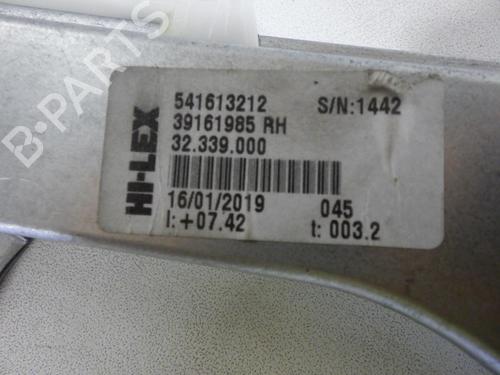 B-PARTS
HI-LEX
541613212 S/N:1442
39161985 RH
32.339.000
16/01/2019 045
l:+07.42 t: 003.2